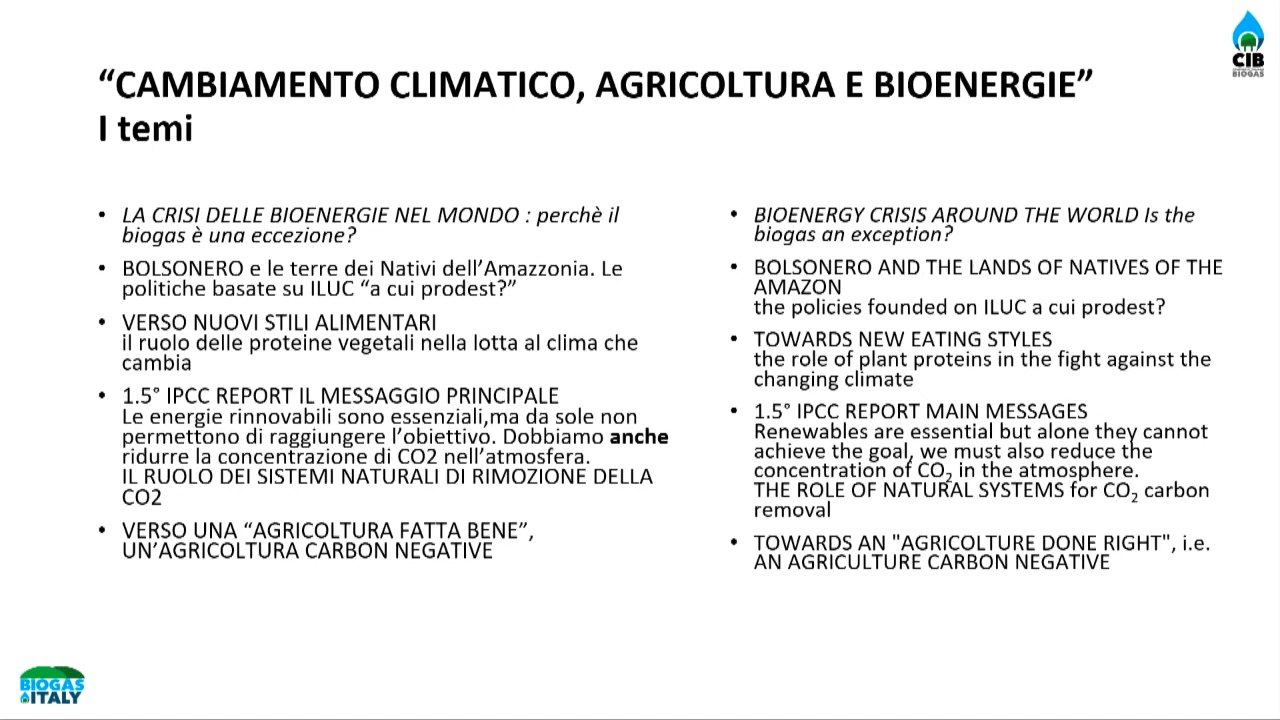 “CAMBIAMENTO CLIMATICO, AGRICOLTURA E BIOENERGIE”
I temi
• LA CRISI DELLE BIOENERGIE NEL MONDO : perchè il
biogas è una eccezione?
• BOLSONERO e le terre dei Nativi dell’Amazzonia. Le
politiche basate su ILUC “a cui prodest?”
• VERSO NUOVI STILI ALIMENTARI
il ruolo delle proteine vegetali nella lotta al clima che
cambia
• 1.5° IPCC REPORT IL MESSAGGIO PRINCIPALE
Le energie rinnovabili sono essenziali,ma da sole non
permettono di raggiungere l’obiettivo. Dobbiamo anche
ridurre la concentrazione di CO2 nell’atmosfera.
IL RUOLO DEI SISTEMI NATURALI DI RIMOZIONE DELLA
CO2
• VERSO UNA “AGRICOLTURA FATTA BENE”,
UN’AGRICOLTURA CARBON NEGATIVE
• BIOENERGY CRISIS AROUND THE WORLD Is the
biogas an exception?
• BOLSONERO AND THE LANDS OF NATIVES OF THE
AMAZON
the policies founded on ILUC a cui prodest?
• TOWARDS NEW EATING STYLES
the role of plant proteins in the fight against the
changing climate
• 1.5° IPCC REPORT MAIN MESSAGES
Renewables are essential but alone they cannot
achieve the goal, we must also reduce the
concentration of CO₂ in the atmosphere.
THE ROLE OF NATURAL SYSTEMS for CO₂ carbon
removal
• TOWARDS AN "AGRICOLTURE DONE RIGHT", i.e.
AN AGRICULTURE CARBON NEGATIVE
CIB
BIOGAS
BIOGAS
ITALY